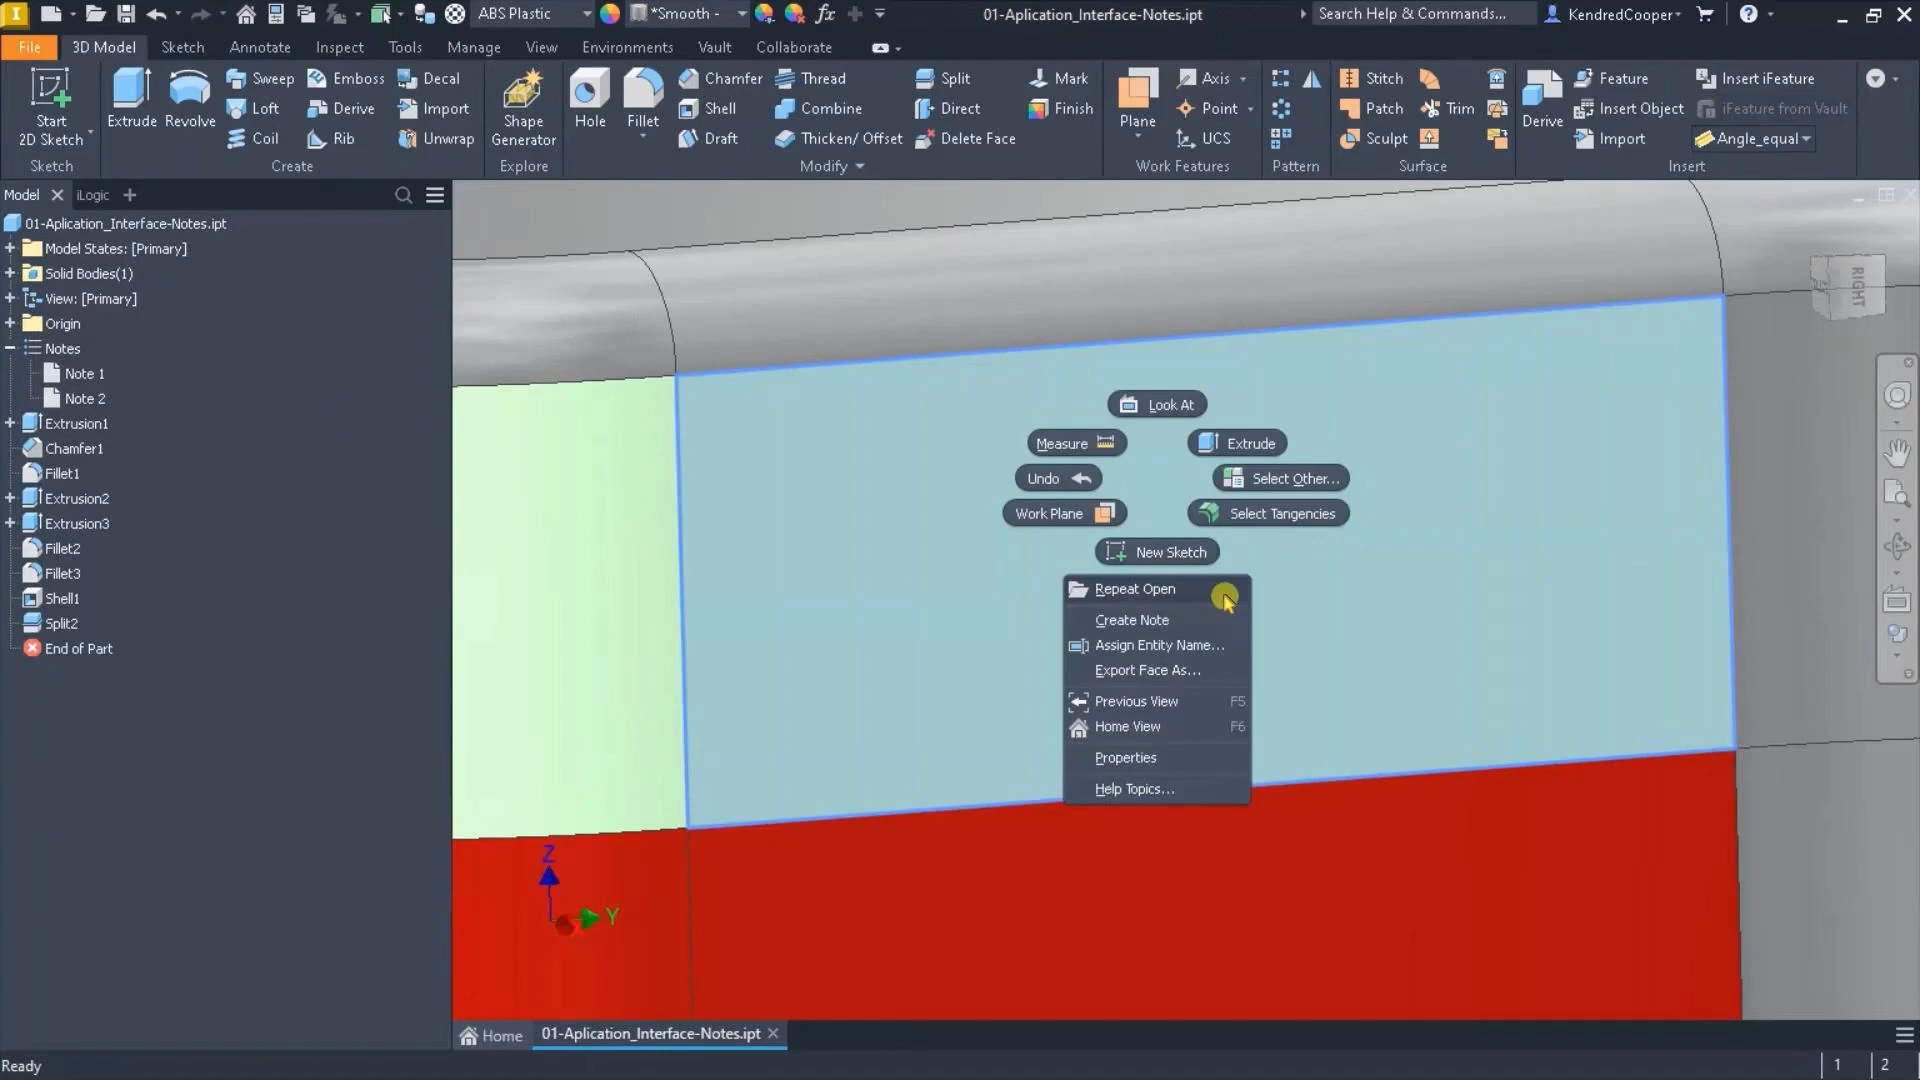 I ABS Plastic *Smooth - fx 01-Aplication_Interface-Notes.ipt Search Help & Commands... KendredCooper ?
File 3D Model Sketch Annotate Inspect Tools Manage View Environments Vault Collaborate
Start
2D Sketch
Sketch
Extrude Revolve
Sweep Emboss Decal
Loft Derive Import
Coil Rib Unwrap
Create
Shape
Generator
Explore
Hole Fillet
Chamfer Thread Split
Shell Combine Direct
Draft Thicken/ Offset Delete Face
Modify
Mark
Finish
Plane
Axis
Point
UCS
Work Features
Pattern
Stitch
Patch Trim
Sculpt
Surface
Derive
Feature Insert iFeature
Insert Object iFeature from Vault
Import Angle_equal
Insert
Model iLogic
01-Aplication_Interface-Notes.ipt
Model States: [Primary]
Solid Bodies(1)
View: [Primary]
Origin
Notes
Note 1
Note 2
Extrusion1
Chamfer1
Fillet1
Extrusion2
Extrusion3
Fillet2
Fillet3
Shell1
Split2
End of Part
RIGHT
Look At
Measure Extrude
Undo Select Other...
Work Plane Select Tangencies
New Sketch
Repeat Open
Create Note
Assign Entity Name...
Export Face As...
Previous View F5
Home View F6
Properties
Help Topics...
Z
Y
Home 01-Aplication_Interface-Notes.ipt
Ready 1 2